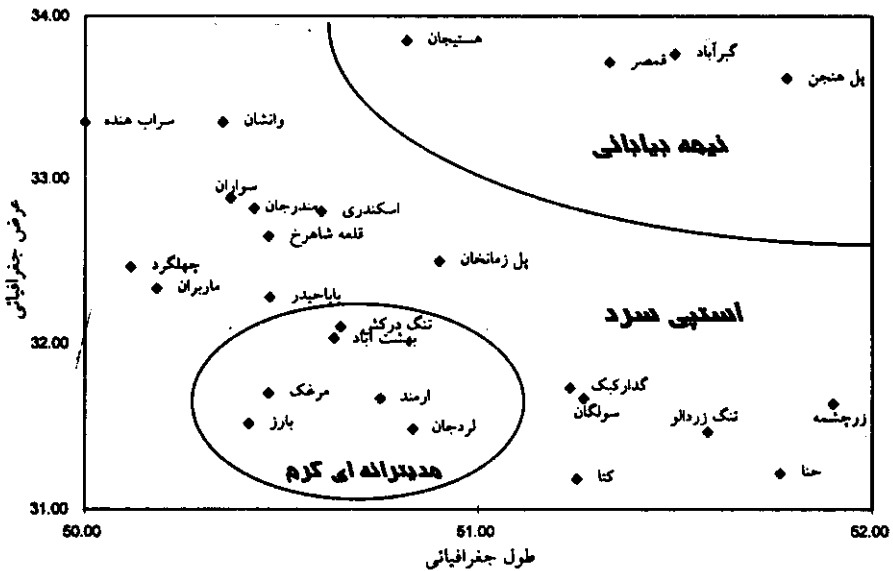 34.00
هستیجان
گبرآباد
قمصر
پل هنجن
سراب هنده
وانشان
نیمه بیابانی
33.00
سواران
مندرجان
اسکندری
قلعه شاهرخ
چهلگرد
پل زمانخان
ماربران
باباحیدر
عرض جغرافیائی
استپی سرد
32.00
تنگ درکش
بهشت آباد
مرغک
ارمند
گدارکبک
سولگان
تنگ زردالو
زرچشمه
بارز
لردجان
مدیترانه ای گرم
کتا
حنا
31.00
50.00
51.00
52.00
طول جغرافیائی